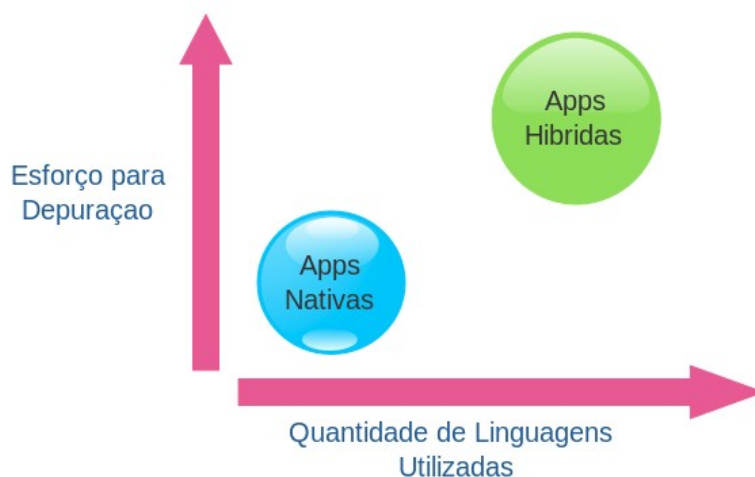 Apps
Hibridas
Esforço para
Depuraçao
Apps
Nativas
Quantidade de Linguagens
Utilizadas